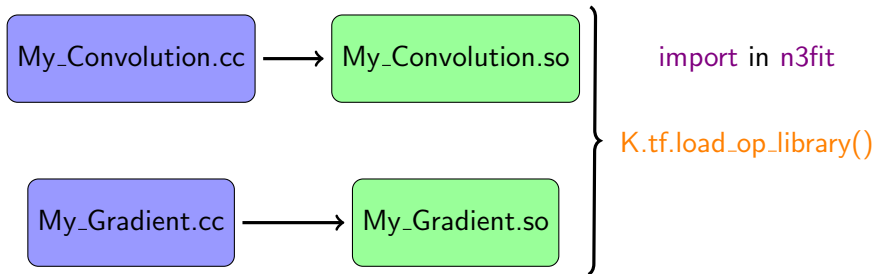 My_Convolution.cc
My_Convolution.so
import in n3fit
K.tf.load_op_library()
My_Gradient.cc
My_Gradient.so